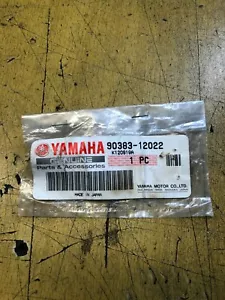 YAMAHA 90383-12022
GENUINE
Parts & Accessories 1 PC
YAMAHA MOTOR CO.,LTD.
MADE IN JAPAN